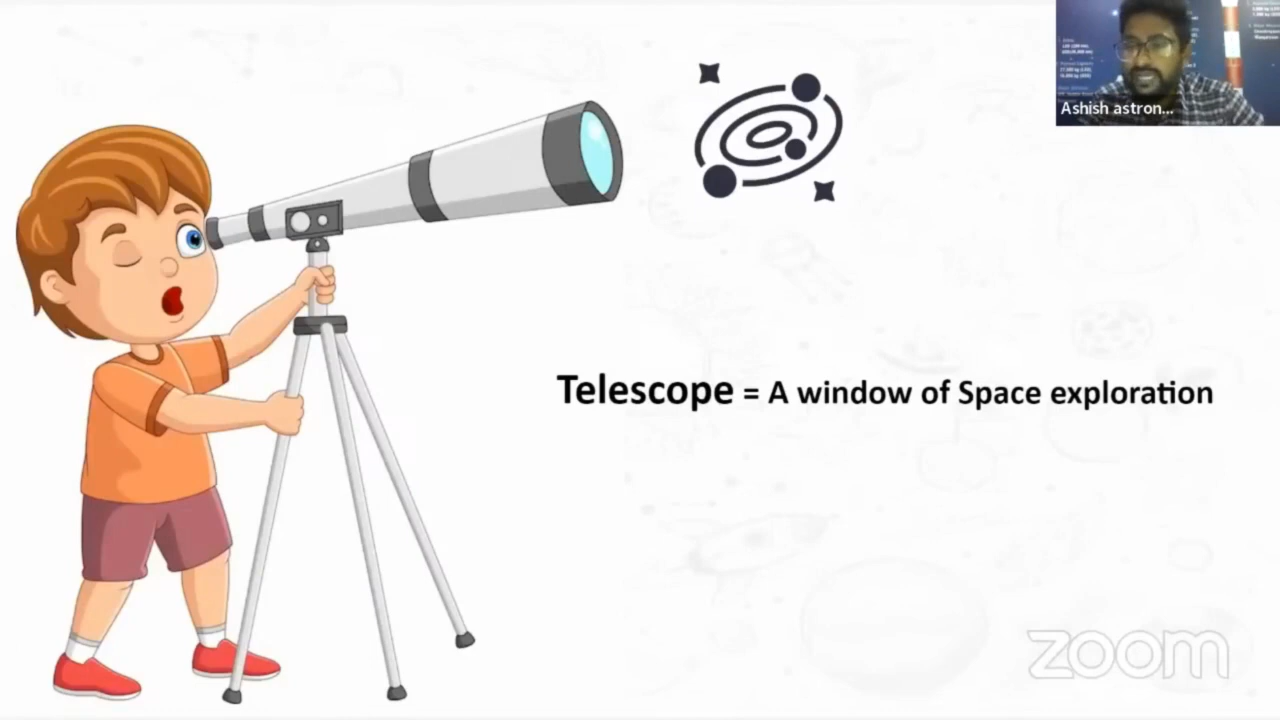 Ashish astron...
Telescope = A window of Space exploration
zoom